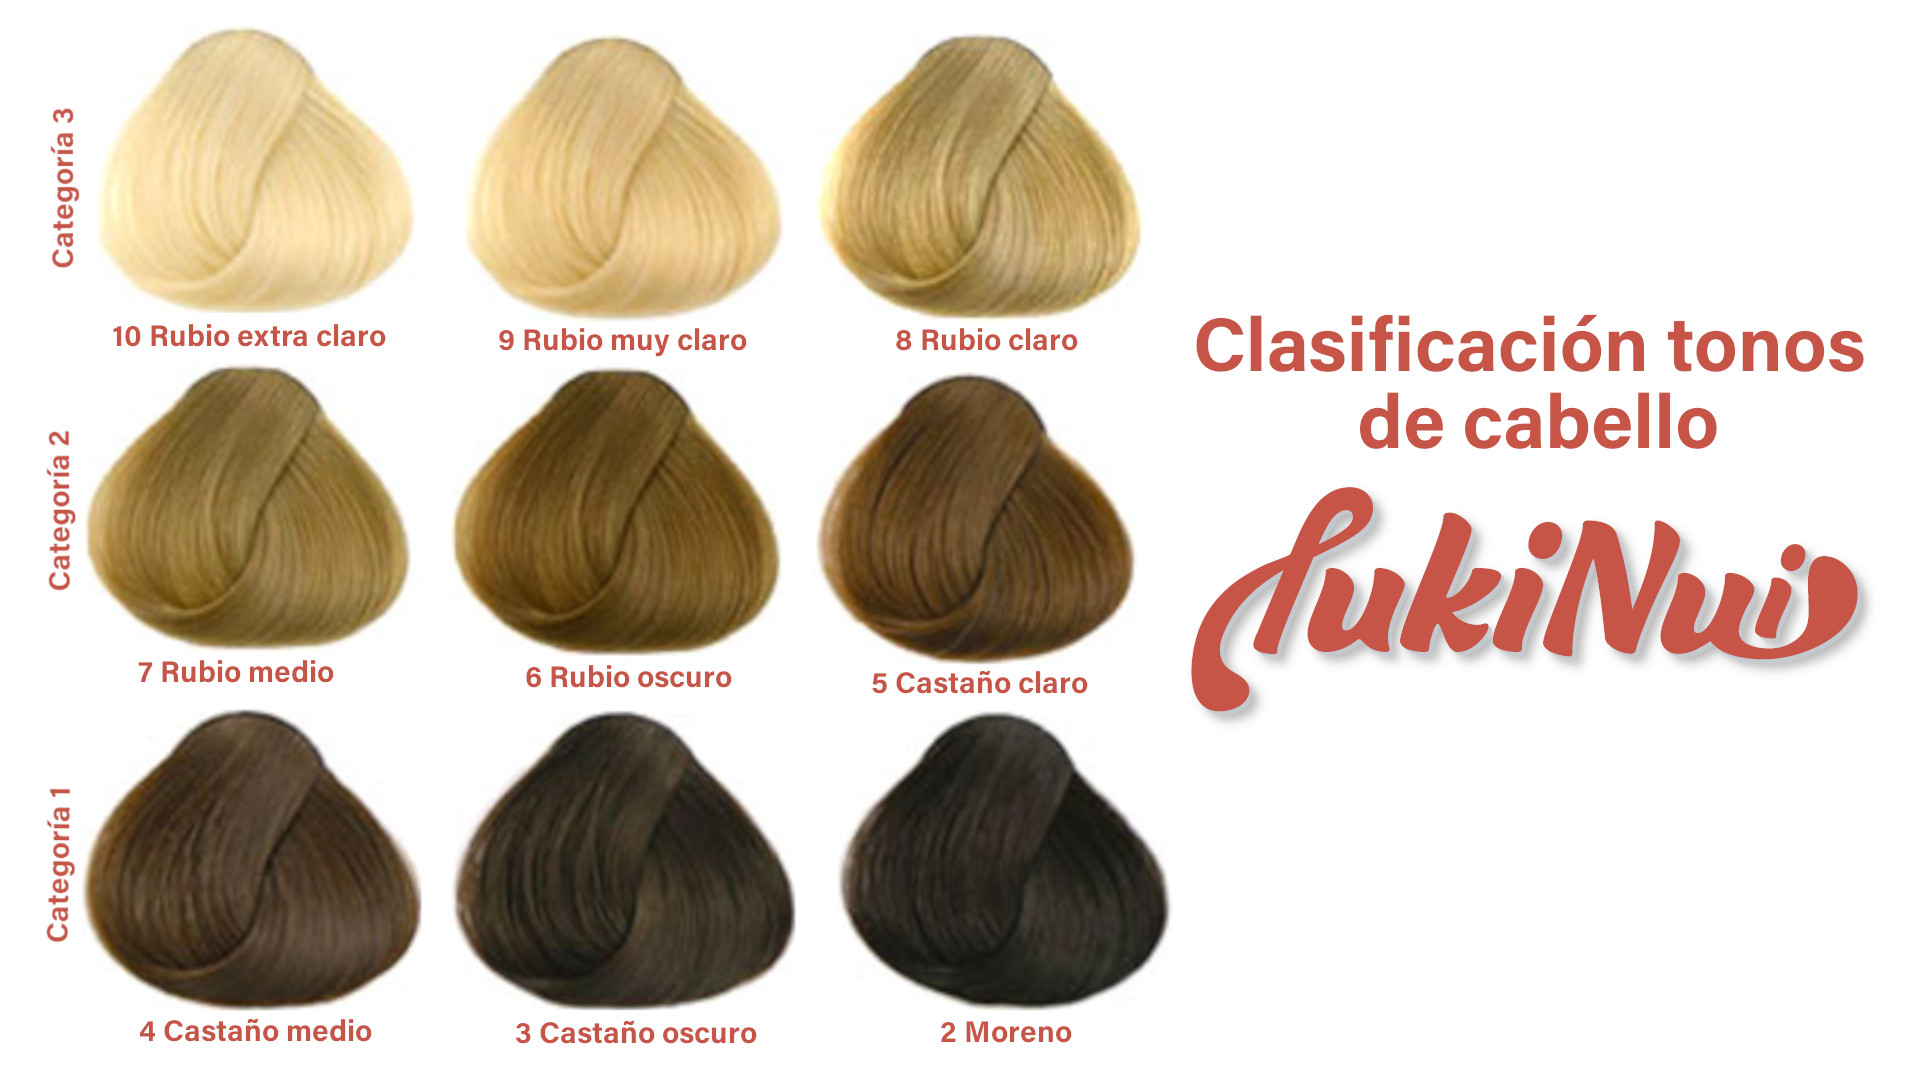 Categoría 3
10 Rubio extra claro
9 Rubio muy claro
8 Rubio claro
Categoría 2
7 Rubio medio
6 Rubio oscuro
5 Castaño claro
Categoría 1
4 Castaño medio
3 Castaño oscuro
2 Moreno
Clasificación tonos
de cabello
IukiNui